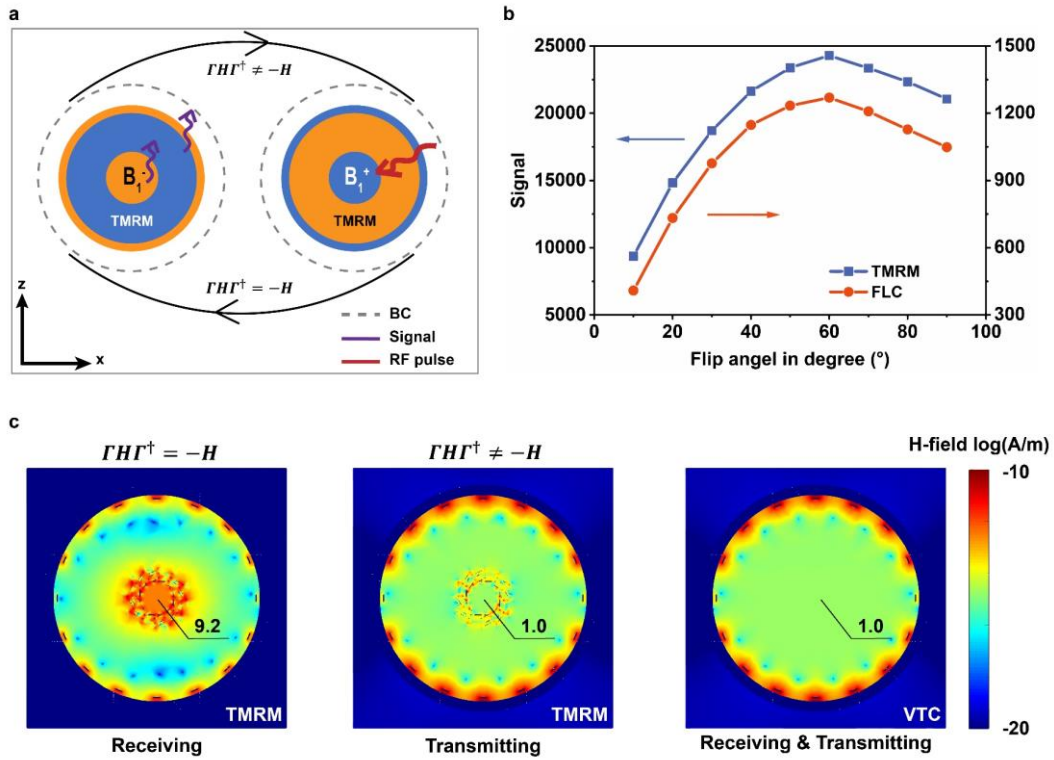 a
ΓHΓ† ≠ −H
B1-
TMRM
B1+
TMRM
ΓHΓ† = −H
z
x
BC
Signal
RF pulse
b
25000
20000
15000
10000
5000
Signal
1500
1200
900
600
300
TMRM
FLC
0
20
40
60
80
100
Flip angel in degree (°)
c
ΓHΓ† = −H
ΓHΓ† ≠ −H
H-field log(A/m)
9.2
TMRM
Receiving
1.0
TMRM
Transmitting
1.0
VTC
Receiving & Transmitting
-10
-20